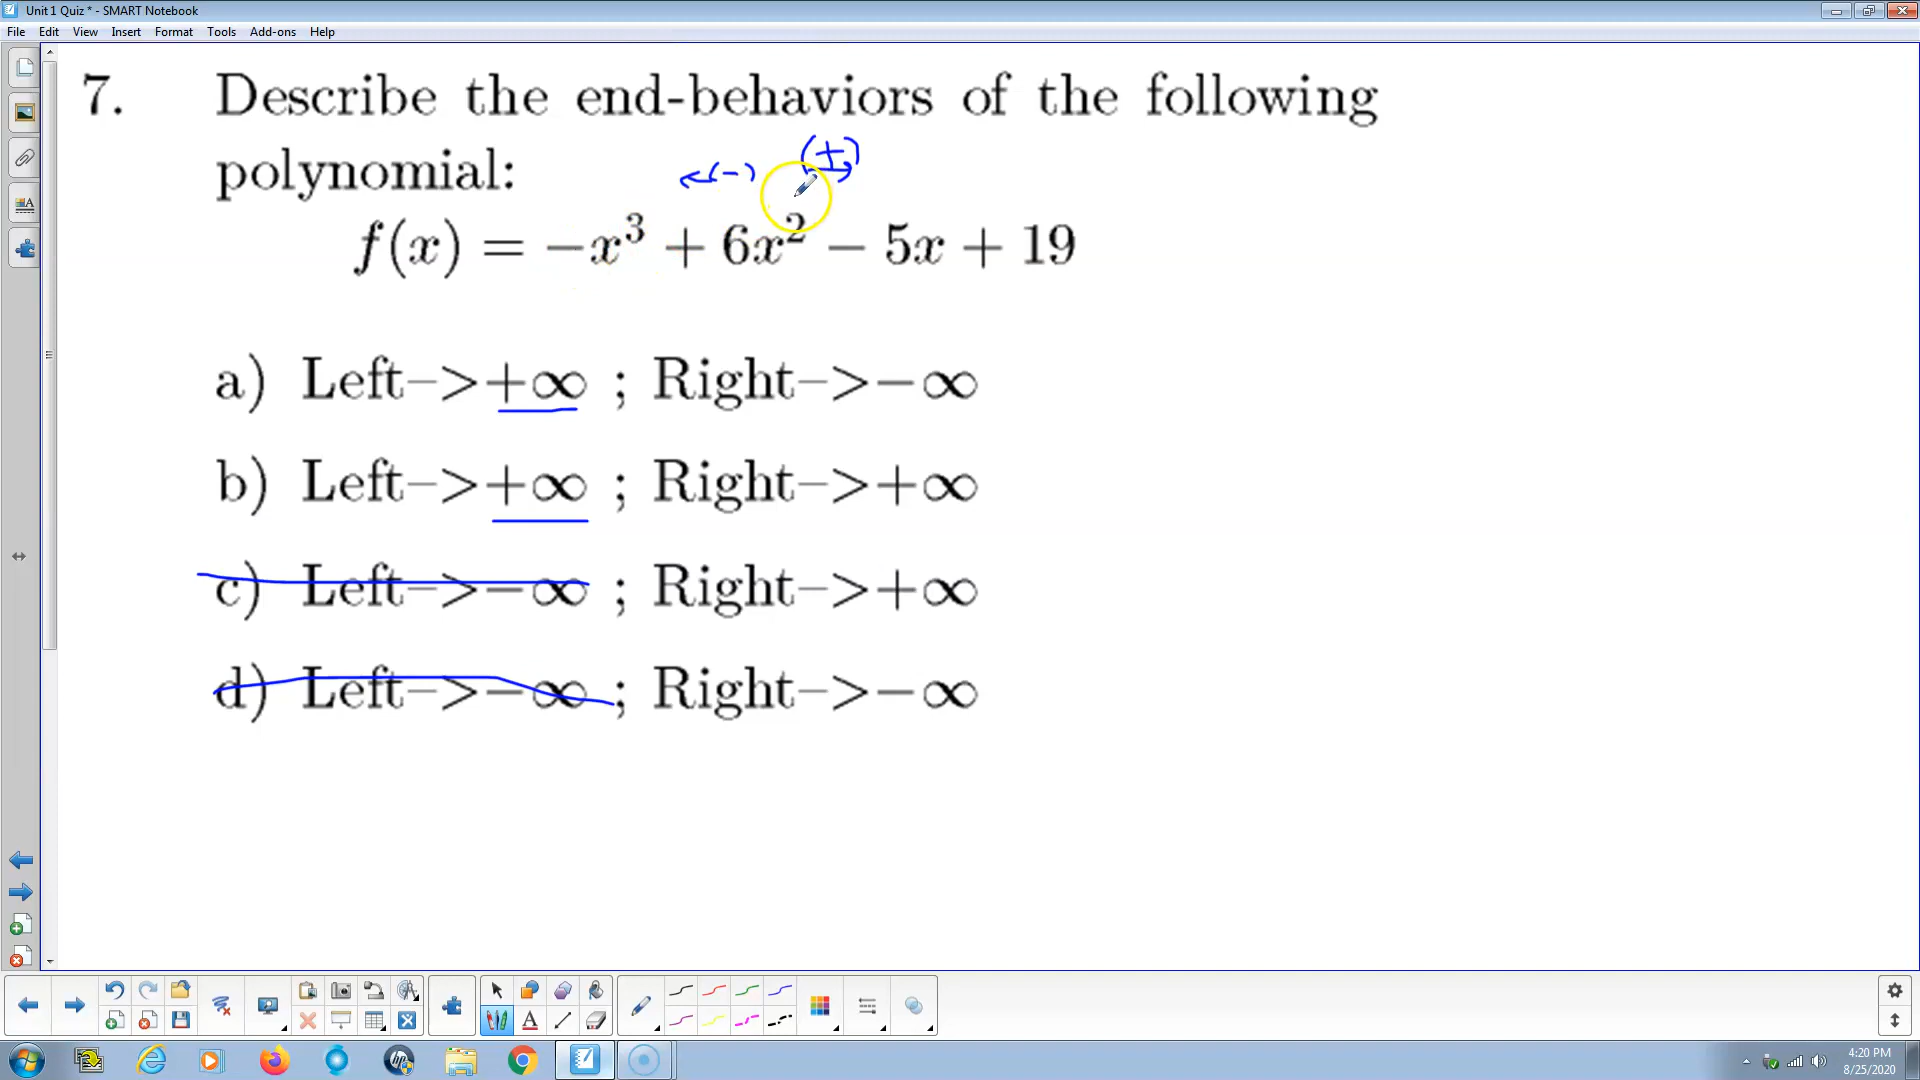 Unit 1 Quiz * - SMART Notebook
File Edit View Insert Format Tools Add-ons Help
7. Describe the end-behaviors of the following
polynomial:
←(-) (+)→
f(x) = −x³ + 6x² − 5x + 19
a) Left–>+∞ ; Right–>−∞
b) Left–>+∞ ; Right–>+∞
c) Left–>−∞ ; Right–>+∞
d) Left–>−∞ ; Right–>−∞
4:20 PM
8/25/2020